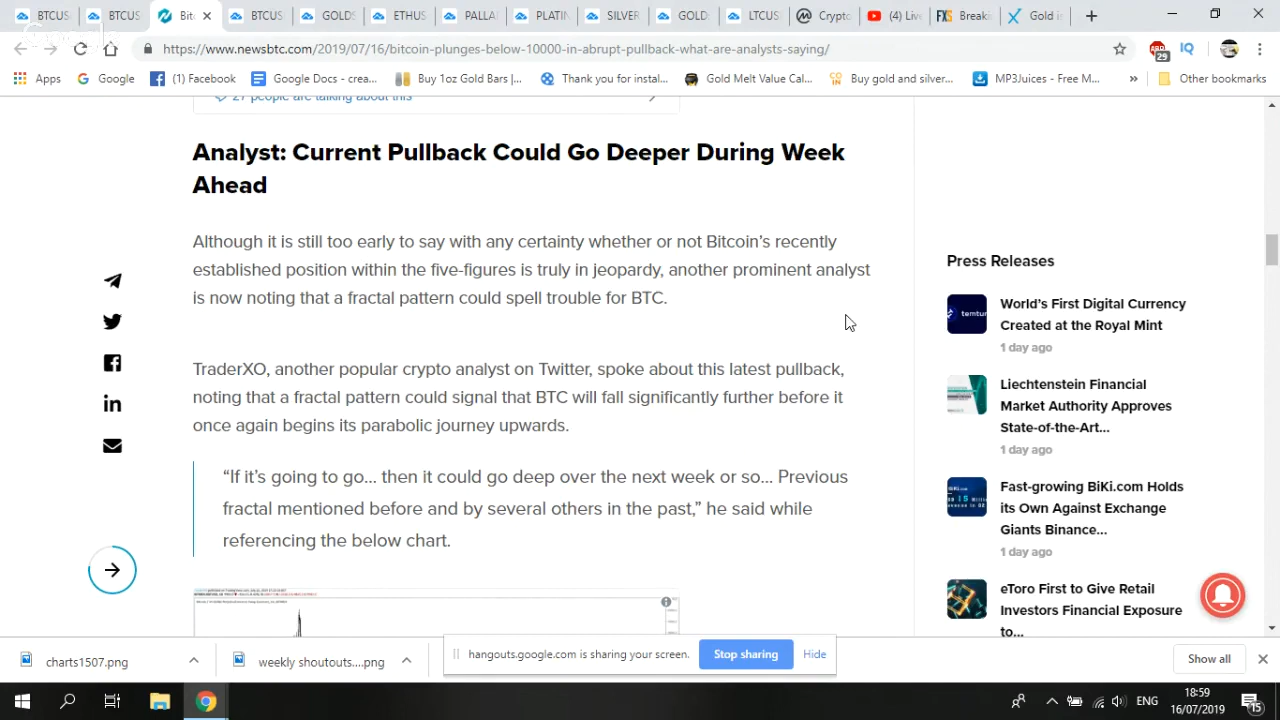 BTCUS
BTCUS
Bit
BTCUS
GOLDS
ETHUS
PALLA
PLATIN
SILVER
GOLD:
LTCUS
Crypto
(4) Live
Breaki
Gold is
https://www.newsbtc.com/2019/07/16/bitcoin-plunges-below-10000-in-abrupt-pullback-what-are-analysts-saying/
29
IQ
Apps
Google
(1) Facebook
Google Docs - crea...
Buy 1oz Gold Bars |...
Thank you for instal...
Gold Melt Value Cal...
Buy gold and silver...
MP3Juices - Free M...
»
Other bookmarks
27 people are talking about this
Analyst: Current Pullback Could Go Deeper During Week
Ahead
Although it is still too early to say with any certainty whether or not Bitcoin’s recently
established position within the five-figures is truly in jeopardy, another prominent analyst
is now noting that a fractal pattern could spell trouble for BTC.
TraderXO, another popular crypto analyst on Twitter, spoke about this latest pullback,
noting that a fractal pattern could signal that BTC will fall significantly further before it
once again begins its parabolic journey upwards.
“If it’s going to go... then it could go deep over the next week or so... Previous
fractal mentioned before and by several others in the past,” he said while
referencing the below chart.
Press Releases
World’s First Digital Currency
Created at the Royal Mint
1 day ago
Liechtenstein Financial
Market Authority Approves
State-of-the-Art...
1 day ago
Fast-growing BiKi.com Holds
its Own Against Exchange
Giants Binance...
1 day ago
eToro First to Give Retail
Investors Financial Exposure
to...
charts1507.png
weekly shoutouts....png
hangouts.google.com is sharing your screen.
Stop sharing
Hide
Show all
ENG
18:59
16/07/2019
15